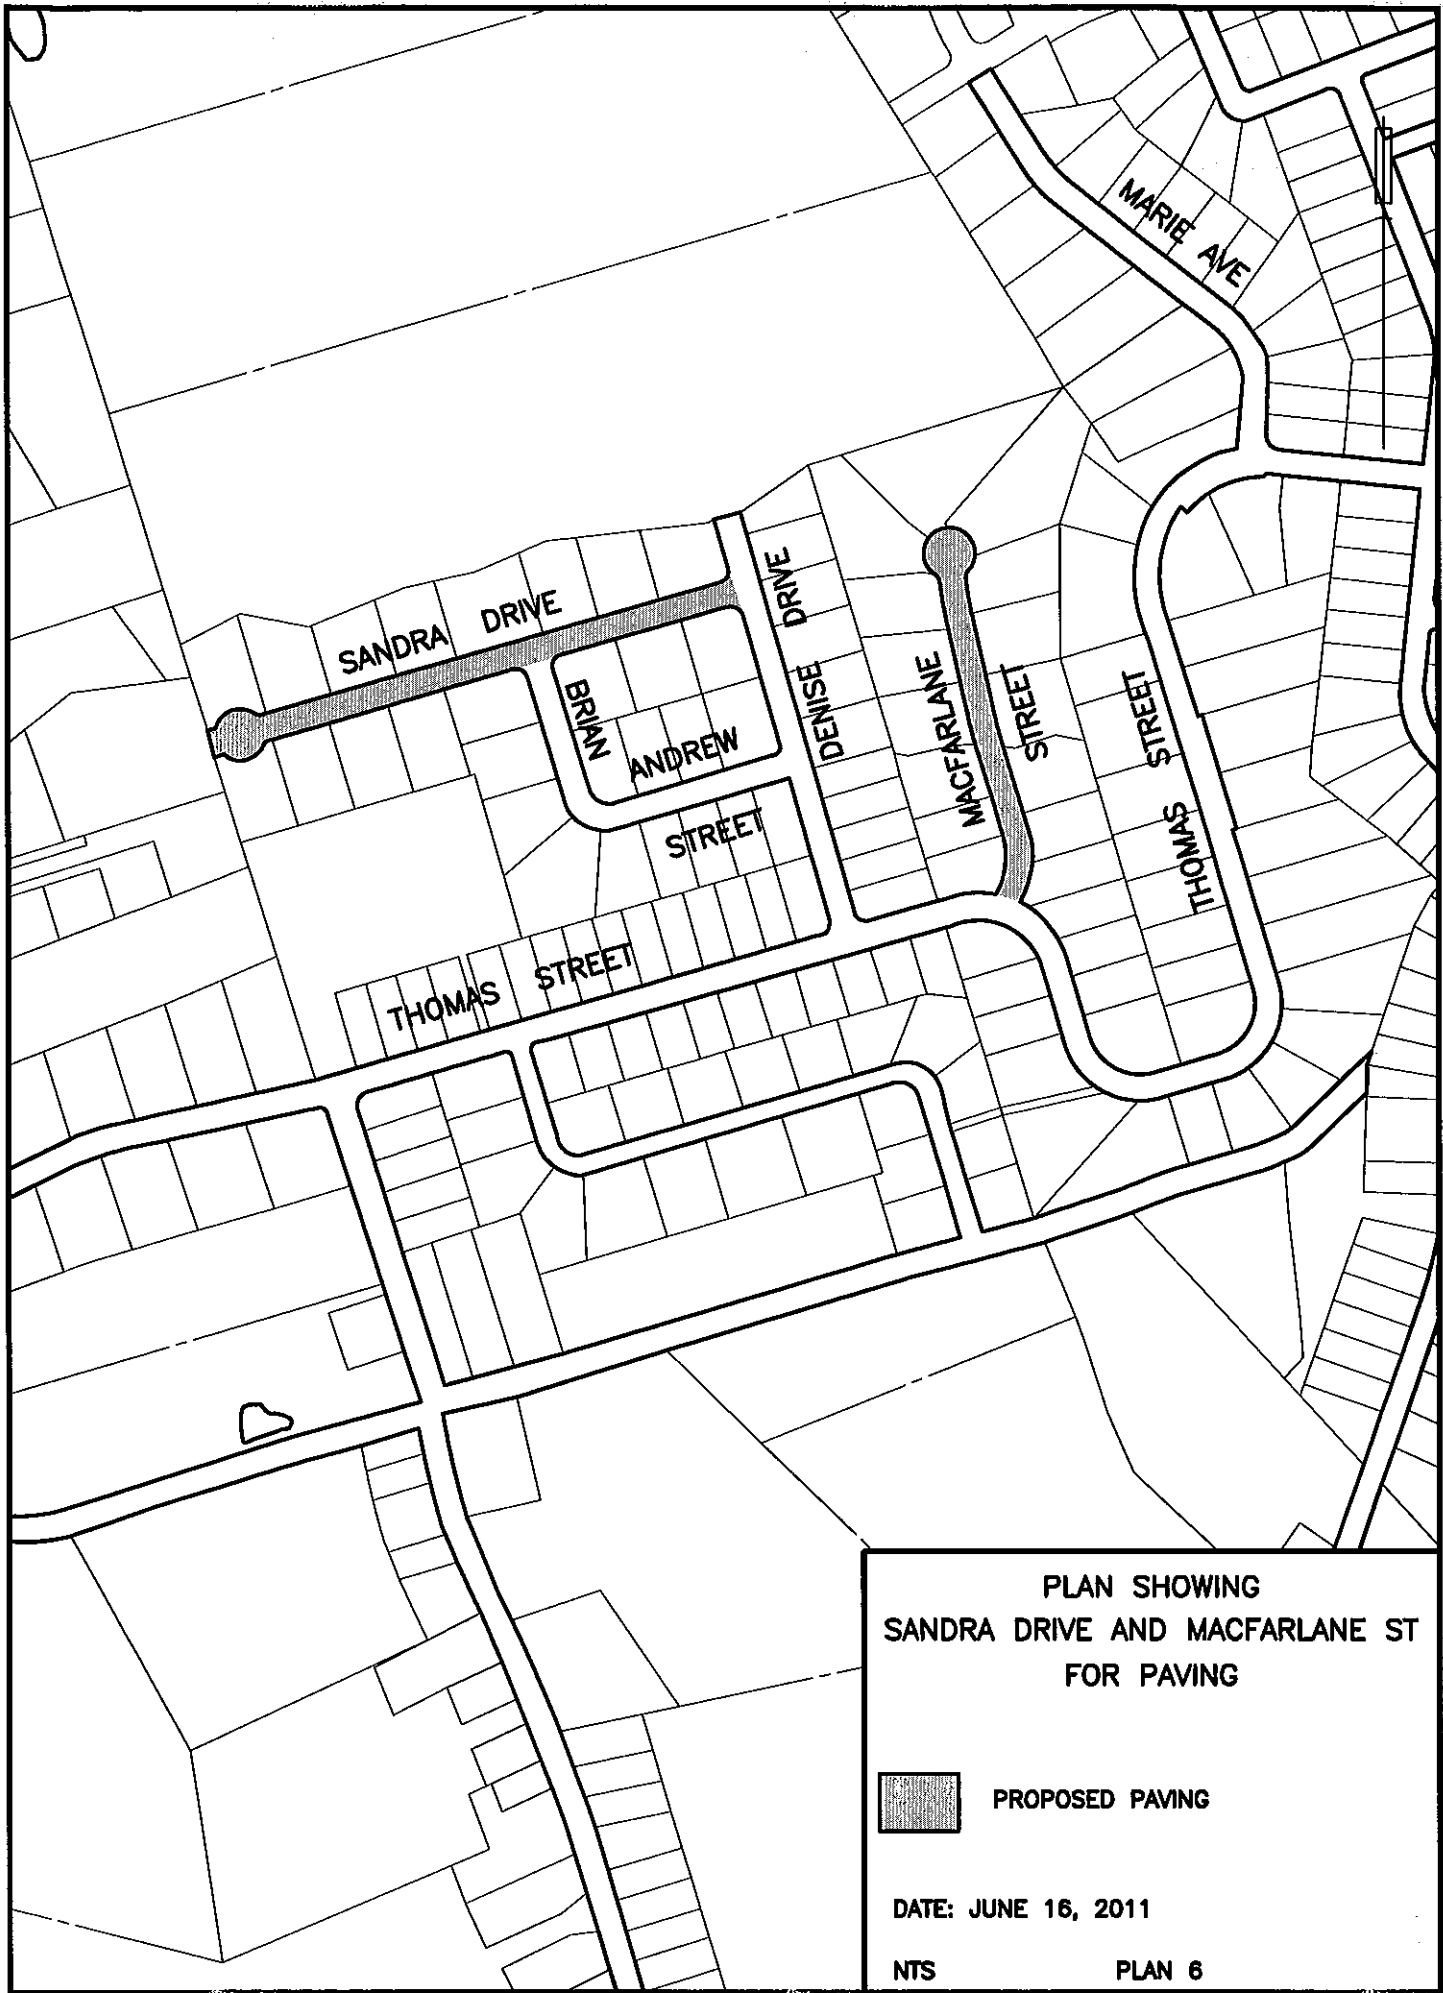 MARIE AVE
SANDRA DRIVE
DENISE DRIVE
BRIAN
ANDREW
STREET
MACFARLANE
STREET
THOMAS STREET
THOMAS STREET
PLAN SHOWING
SANDRA DRIVE AND MACFARLANE ST
FOR PAVING
PROPOSED PAVING
DATE: JUNE 16, 2011
NTS PLAN 6